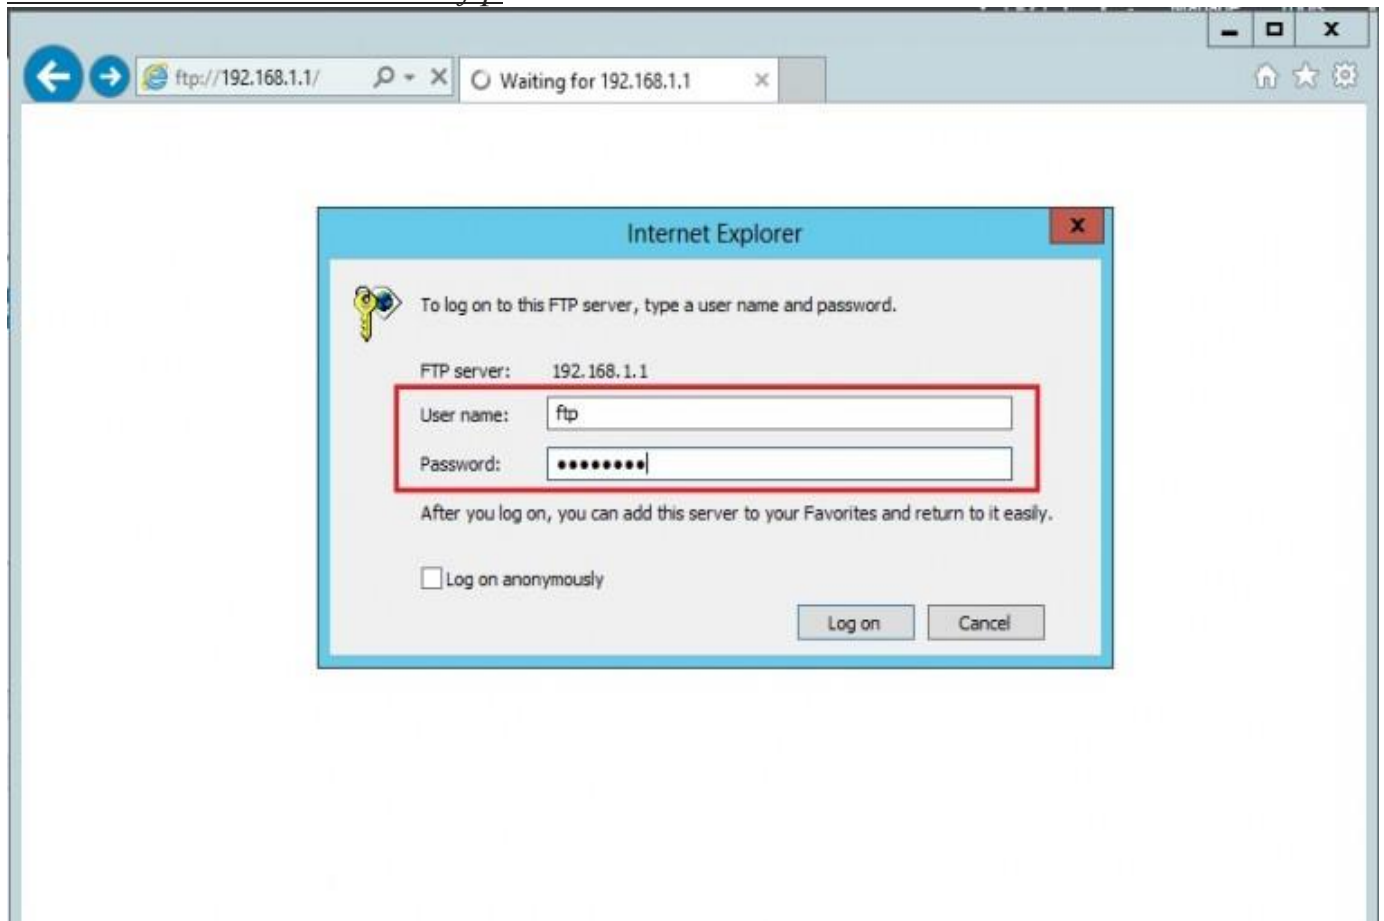 ftp://192.168.1.1/
Waiting for 192.168.1.1
Internet Explorer
To log on to this FTP server, type a user name and password.
FTP server: 192.168.1.1
User name: ftp
Password: ••••••••
After you log on, you can add this server to your Favorites and return to it easily.
Log on anonymously
Log on Cancel